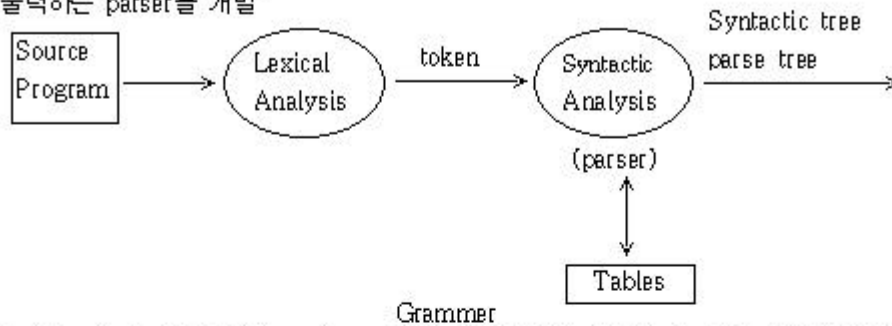 출력하는 parser를 개발
Source
Program
Lexical
Analysis
token
Syntactic
Analysis
(parser)
Syntactic tree
parse tree
Tables
Grammer